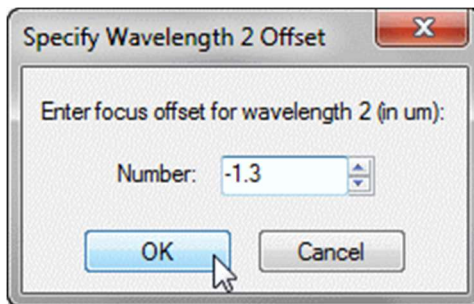 Specify Wavelength 2 Offset
Enter focus offset for wavelength 2 (in um):
Number: -1.3
OK Cancel